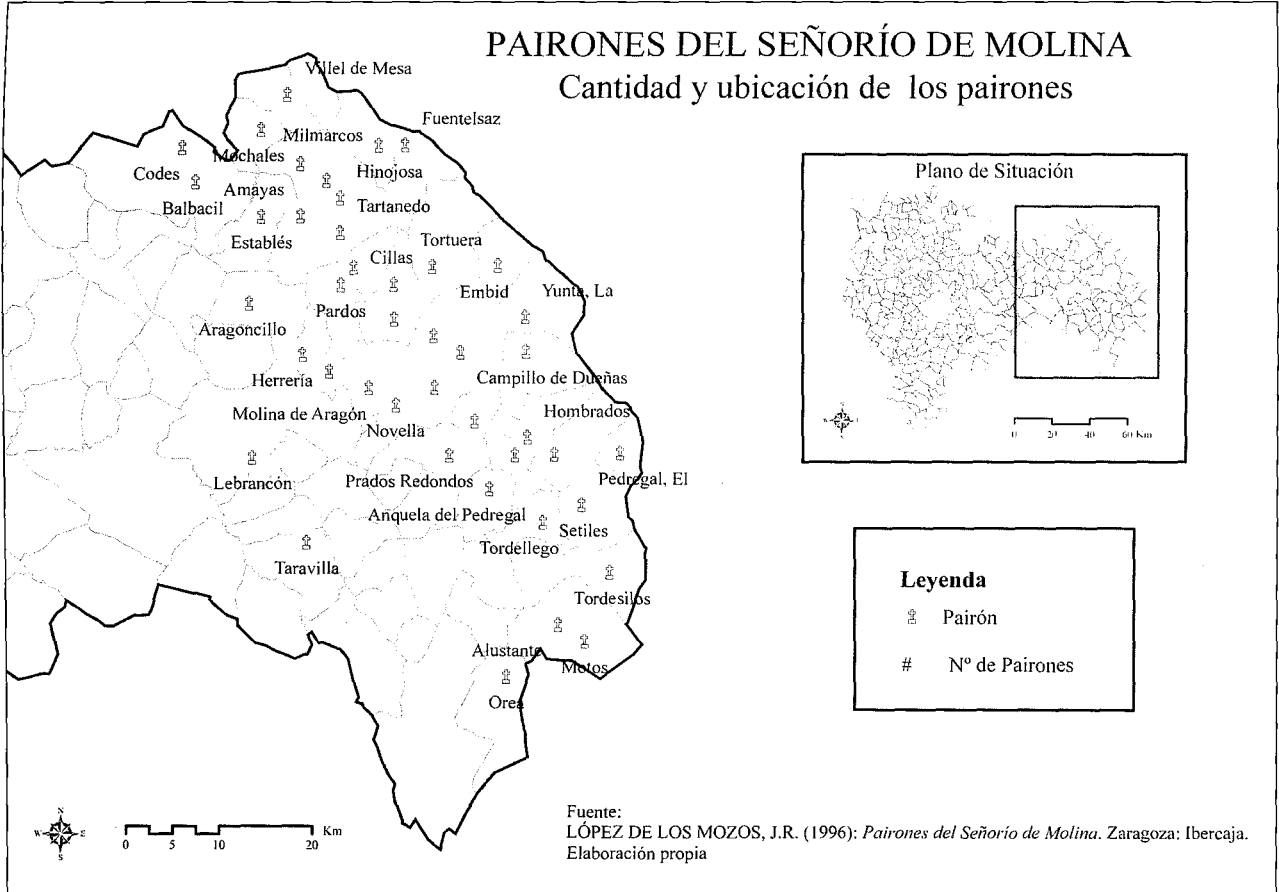 PAIRONES DEL SEÑORÍO DE MOLINA
Cantidad y ubicación de los pairones
Villel de Mesa
Fuentelsaz
Milmarcos
Mochales
Codes
Hinojosa
Amayas
Balbacil
Tartanedo
Establés
Tortuera
Cillas
Embid
Yunta, La
Pardos
Aragoncillo
Herrería
Campillo de Dueñas
Molina de Aragón
Hombrados
Novella
Lebrancón
Prados Redondos
Pedregal, El
Anquela del Pedregal
Setiles
Tordellego
Taravilla
Tordesilos
Alustante
Motos
Orea
Plano de Situación
0 20 40 60 Km
Leyenda
Pairón
# Nº de Pairones
N
W E
S
0 5 10 20 Km
Fuente:
LÓPEZ DE LOS MOZOS, J.R. (1996): Pairones del Señorío de Molina. Zaragoza: Ibercaja.
Elaboración propia